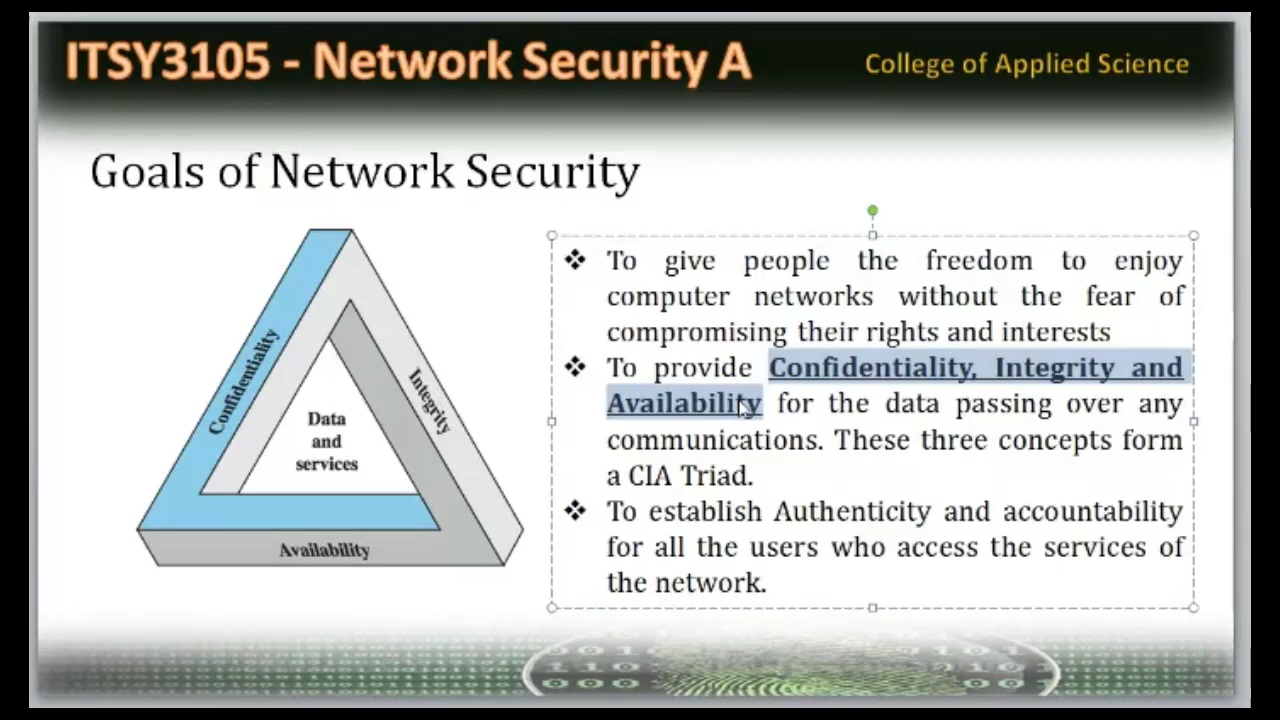 ITSY3105 - Network Security A
College of Applied Science
Goals of Network Security
Confidentiality
Integrity
Data
and
services
Availability
❖ To give people the freedom to enjoy
computer networks without the fear of
compromising their rights and interests
❖ To provide Confidentiality, Integrity and
Availability for the data passing over any
communications. These three concepts form
a CIA Triad.
❖ To establish Authenticity and accountability
for all the users who access the services of
the network.